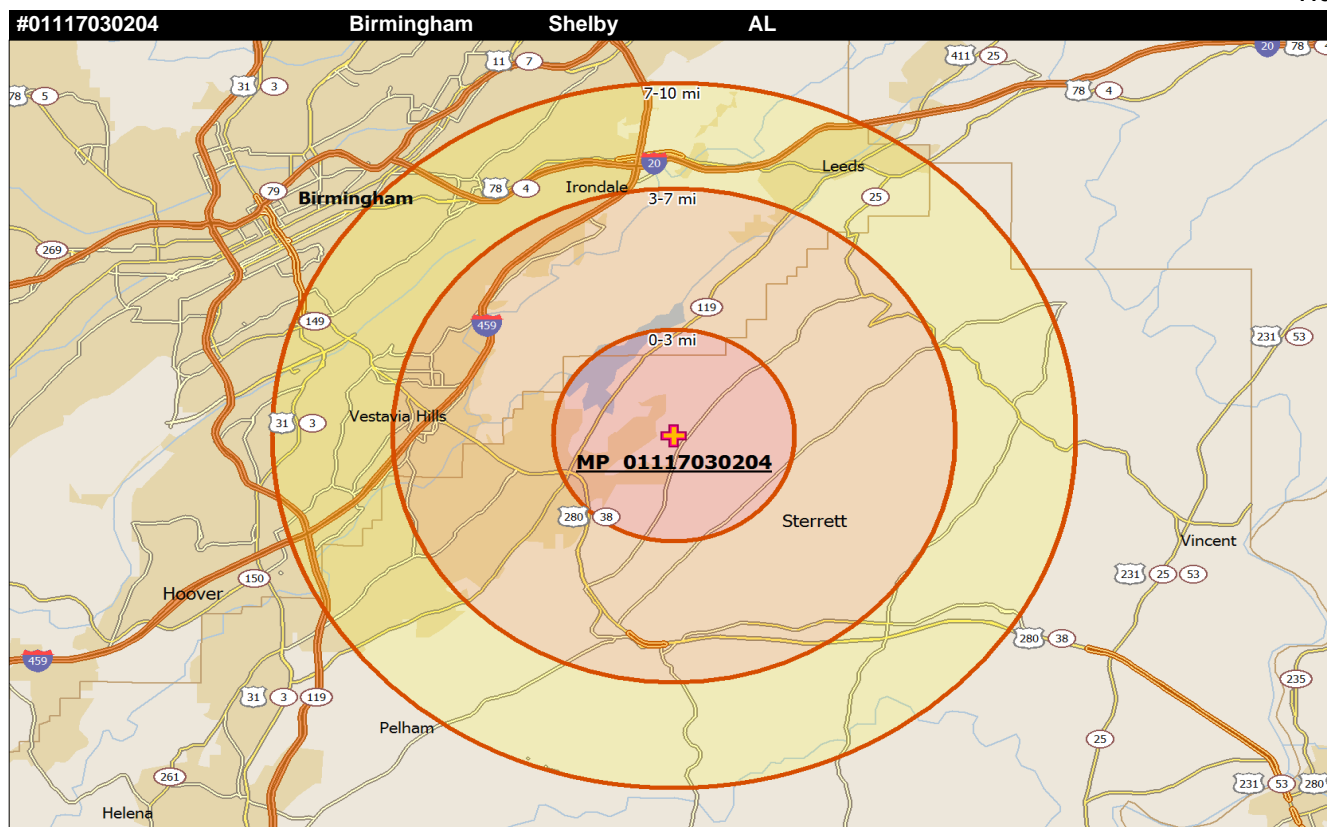 #01117030204 Birmingham Shelby AL
20 78
11 7
411 25
31 3
78 5
7-10 mi
78 4
20
Leeds
79
78 4
Irondale
Birmingham
3-7 mi
25
269
119
149
459
0-3 mi
231 53
Vestavia Hills
31 3
MP 01117030204
280 38
Sterrett
Vincent
150
231 25 53
Hoover
280 38
459
235
31 3 119
Pelham
25
261
231 53 280
Helena